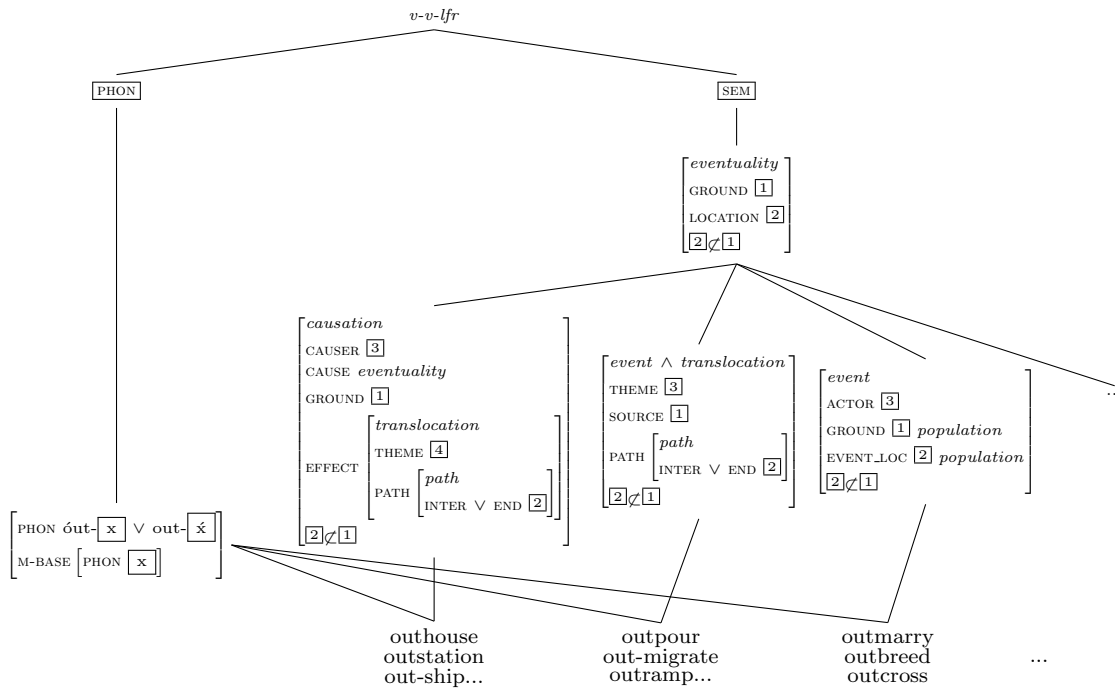 v-v-lfr
PHON
SEM
eventuality
GROUND 1
LOCATION 2
2⊄1
causation
CAUSER 3
CAUSE eventuality
GROUND 1
EFFECT
translocation
THEME 4
PATH
path
INTER ∨ END 2
2⊄1
event ∧ translocation
THEME 3
SOURCE 1
PATH
path
INTER ∨ END 2
2⊄1
event
ACTOR 3
GROUND 1 population
EVENT_LOC 2 population
2⊄1
..
PHON óut-x ∨ out-x́
M-BASE [PHON x]
outhouse
outstation
out-ship...
outpour
out-migrate
outramp...
outmarry
outbreed
outcross
...